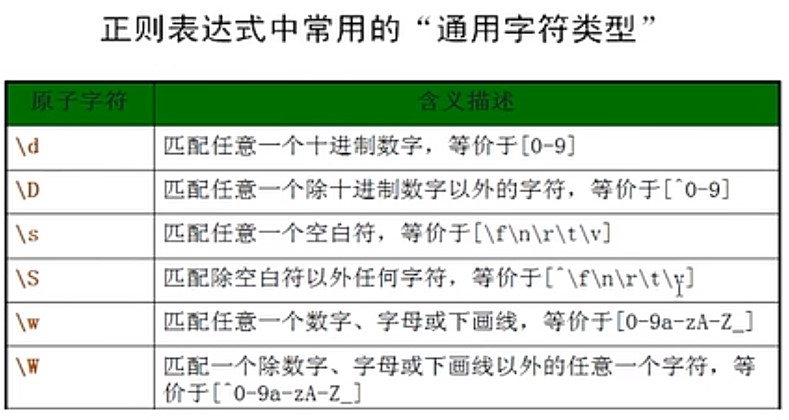 正则表达式中常用的“通用字符类型”
原子字符 含义描述
\d 匹配任意一个十进制数字，等价于[0-9]
\D 匹配任意一个除十进制数字以外的字符，等价于[^0-9]
\s 匹配任意一个空白符，等价于[\f\n\r\t\v]
\S 匹配除空白符以外任何字符，等价于[^\f\n\r\t\v]
\w 匹配任意一个数字、字母或下画线，等价于[0-9a-zA-Z_]
\W 匹配一个除数字、字母或下画线以外的任意一个字符，等
价于[^0-9a-zA-Z_]